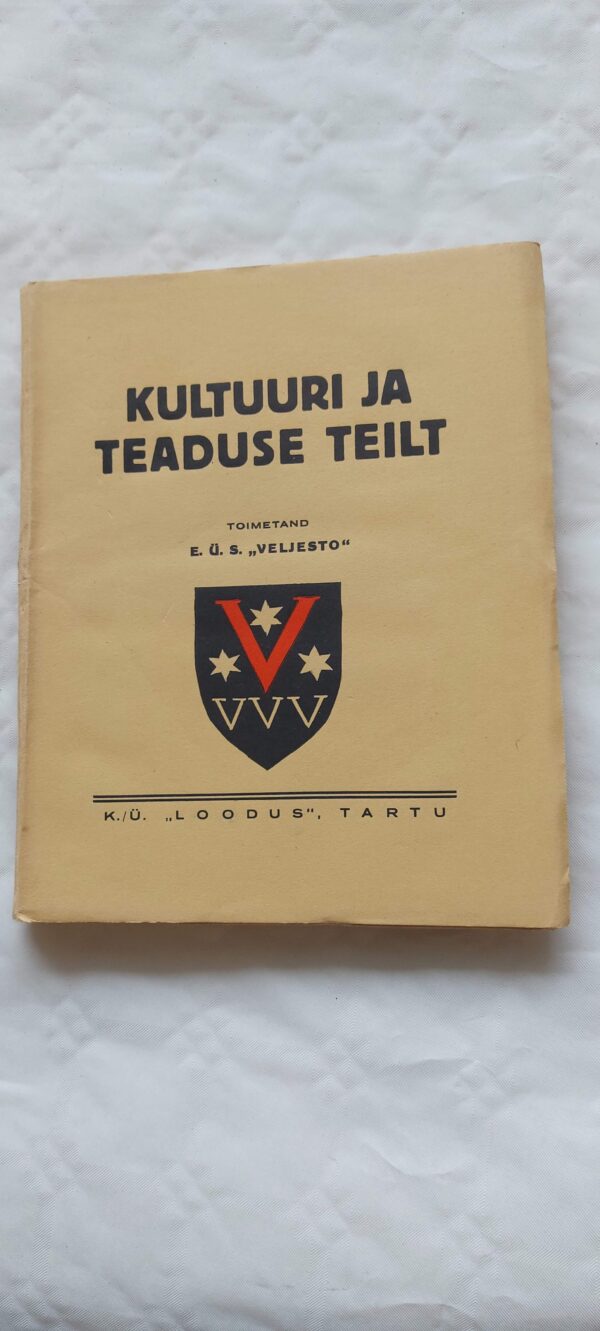 KULTUURI JA
TEADUSE TEILT
TOIMETAND
E. Ü. S. „VELJESTO“
V
VVV
K./Ü. „LOODUS“, TARTU